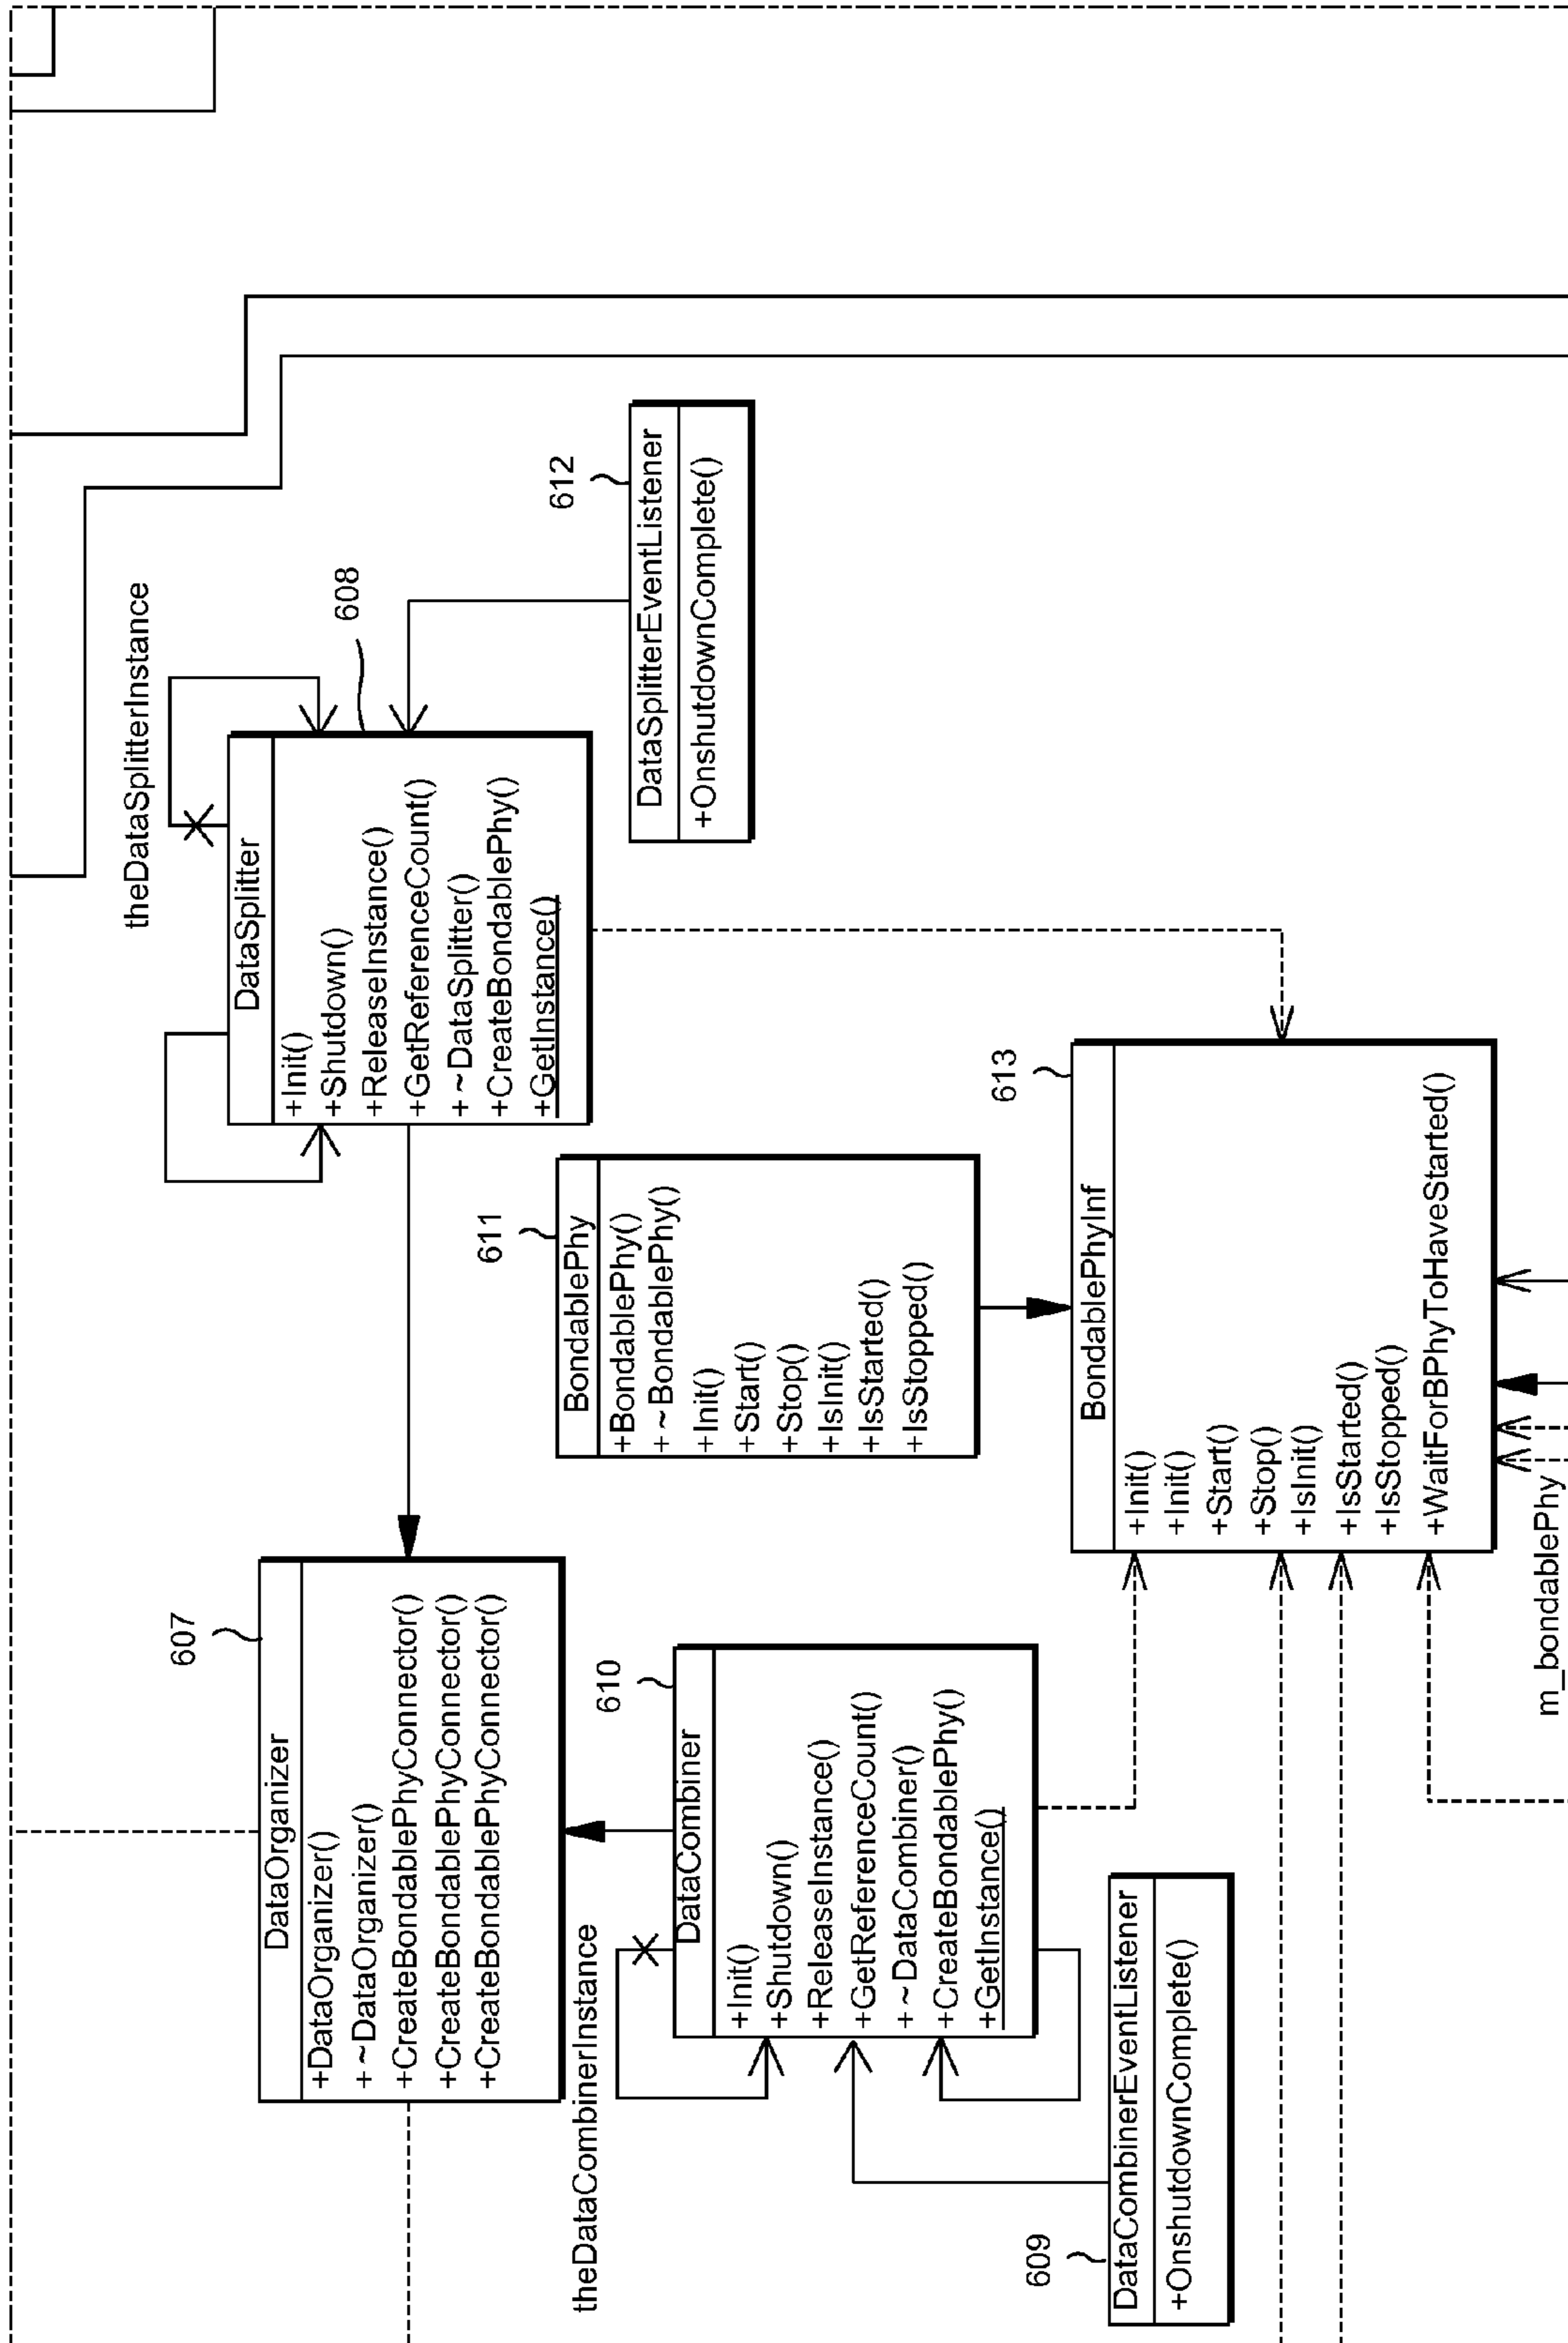 607
DataOrganizer
+DataOrganizer()
+~DataOrganizer()
+CreateBondablePhyConnector()
+CreateBondablePhyConnector()
+CreateBondablePhyConnector()
theDataSplitterInstance
608
DataSplitter
+Init()
+Shutdown()
+ReleaseInstance()
+GetReferenceCount()
+~DataSplitter()
+CreateBondablePhy()
+GetInstance()
612
DataSplitterEventListener
+OnshutdownComplete()
theDataCombinerInstance
610
DataCombiner
+Init()
+Shutdown()
+ReleaseInstance()
+GetReferenceCount()
+~DataCombiner()
+CreateBondablePhy()
+GetInstance()
611
BondablePhy
+BondablePhy()
+~BondablePhy()
+Init()
+Start()
+Stop()
+IsInit()
+IsStarted()
+IsStopped()
609
DataCombinerEventListener
+OnshutdownComplete()
613
BondablePhyInf
+Init()
+Init()
+Start()
+Stop()
+IsInit()
+IsStarted()
+IsStopped()
+WaitForBPhyToHaveStarted()
m_bondablePhy